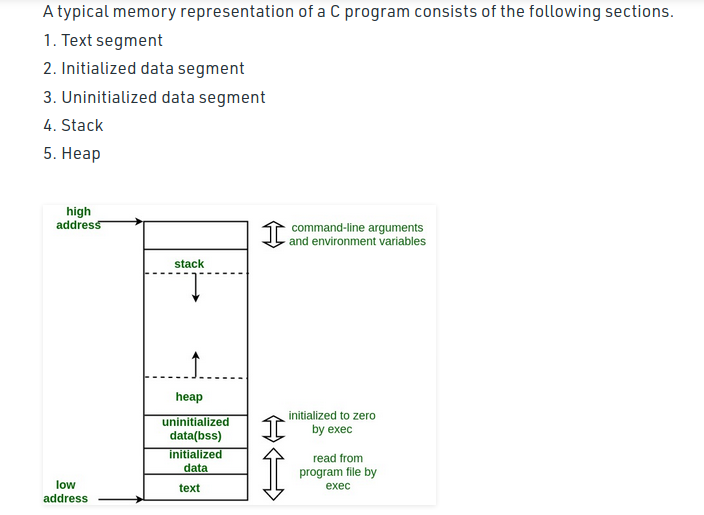 A typical memory representation of a C program consists of the following sections.
1. Text segment
2. Initialized data segment
3. Uninitialized data segment
4. Stack
5. Heap
high
address
command-line arguments
and environment variables
stack
heap
uninitialized
data(bss)
initialized to zero
by exec
initialized
data
read from
program file by
exec
text
low
address